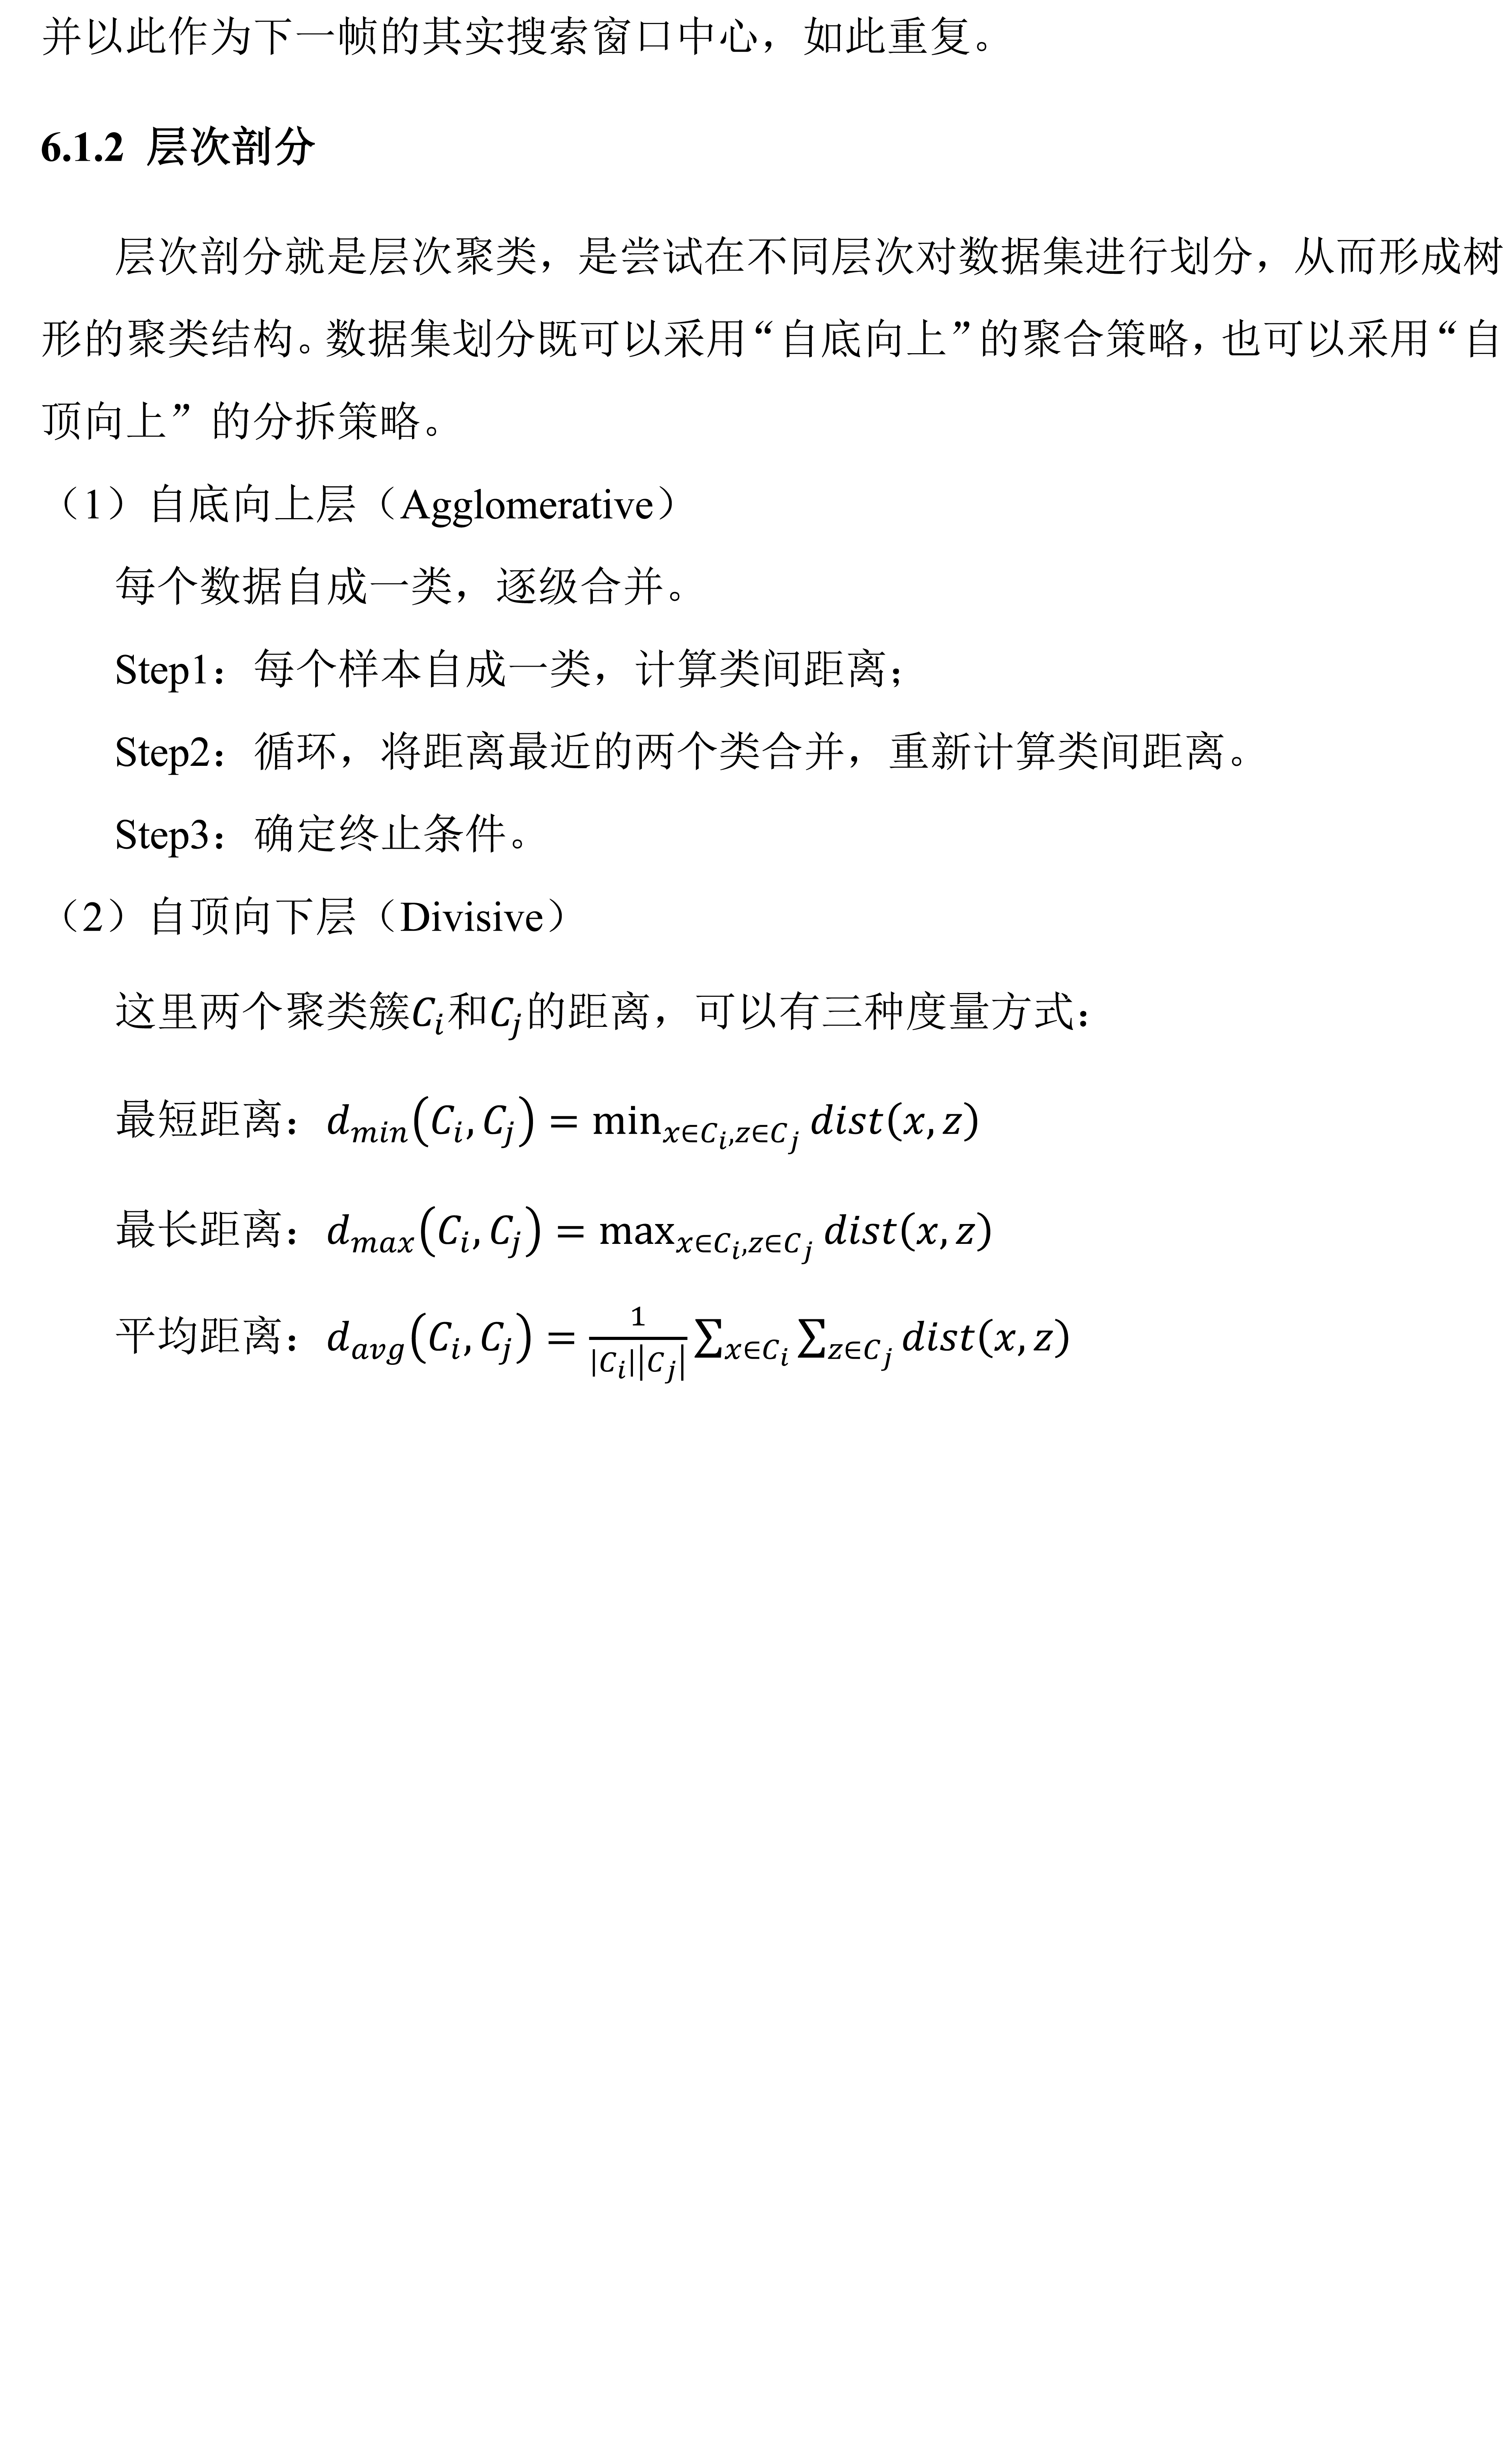 并以此作为下一帧的其实搜索窗口中心，如此重复。
6.1.2 层次剖分
层次剖分就是层次聚类，是尝试在不同层次对数据集进行划分，从而形成树
形的聚类结构。数据集划分既可以采用“自底向上”的聚合策略，也可以采用“自
顶向上”的分拆策略。
（1）自底向上层（Agglomerative）
每个数据自成一类，逐级合并。
Step1：每个样本自成一类，计算类间距离；
Step2：循环，将距离最近的两个类合并，重新计算类间距离。
Step3：确定终止条件。
（2）自顶向下层（Divisive）
这里两个聚类簇$C_i$和$C_j$的距离，可以有三种度量方式：
最短距离：$d_{min}(C_i, C_j) = \min_{x \in C_i, z \in C_j} dist(x, z)$
最长距离：$d_{max}(C_i, C_j) = \max_{x \in C_i, z \in C_j} dist(x, z)$
平均距离：$d_{avg}(C_i, C_j) = \frac{1}{|C_i||C_j|} \sum_{x \in C_i} \sum_{z \in C_j} dist(x, z)$